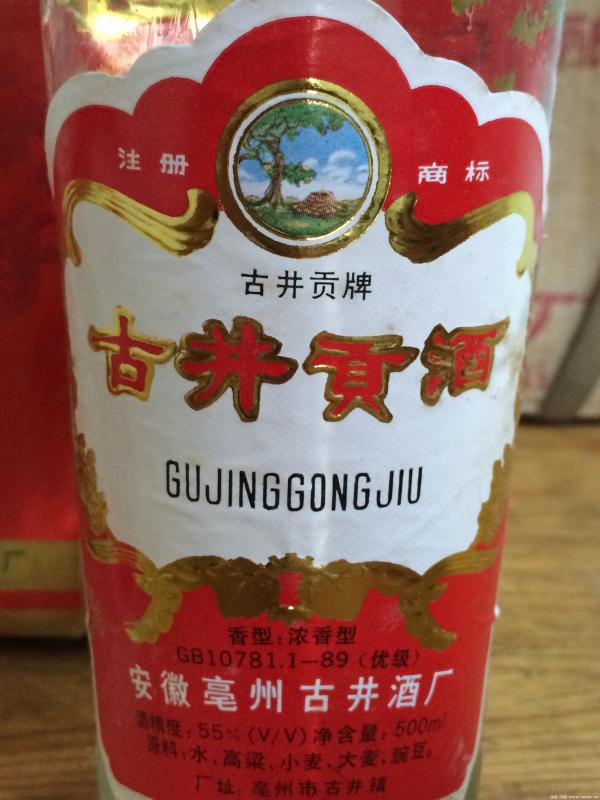 注册 商标
古井贡牌
古井贡酒
GUJINGGONGJIU
香型:浓香型
GB10781.1—89(优级)
安徽亳州古井酒厂
酒精度:55%(V/V)净含量:500ml
原料:水、高粱、小麦、大麦、豌豆。
厂址:亳州市古井镇
厂